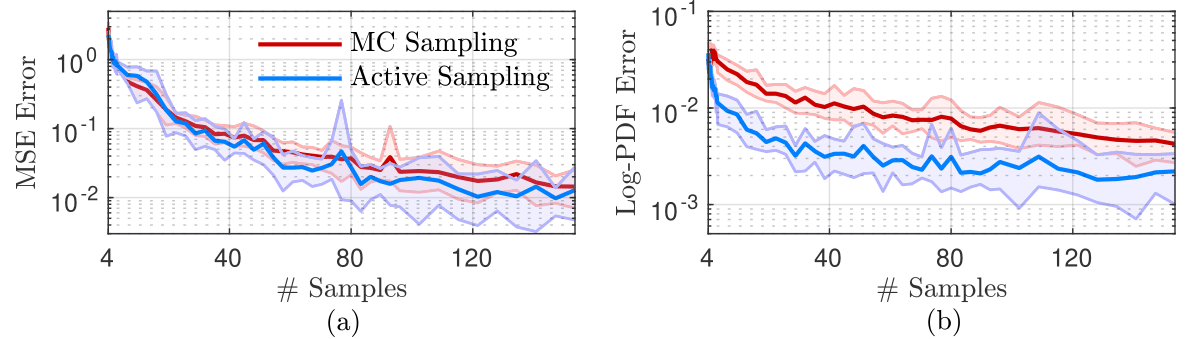 MSE Error
10^0
10^-1
10^-2
MC Sampling
Active Sampling
4 40 80 120
# Samples
(a)
Log-PDF Error
10^-1
10^-2
10^-3
4 40 80 120
# Samples
(b)